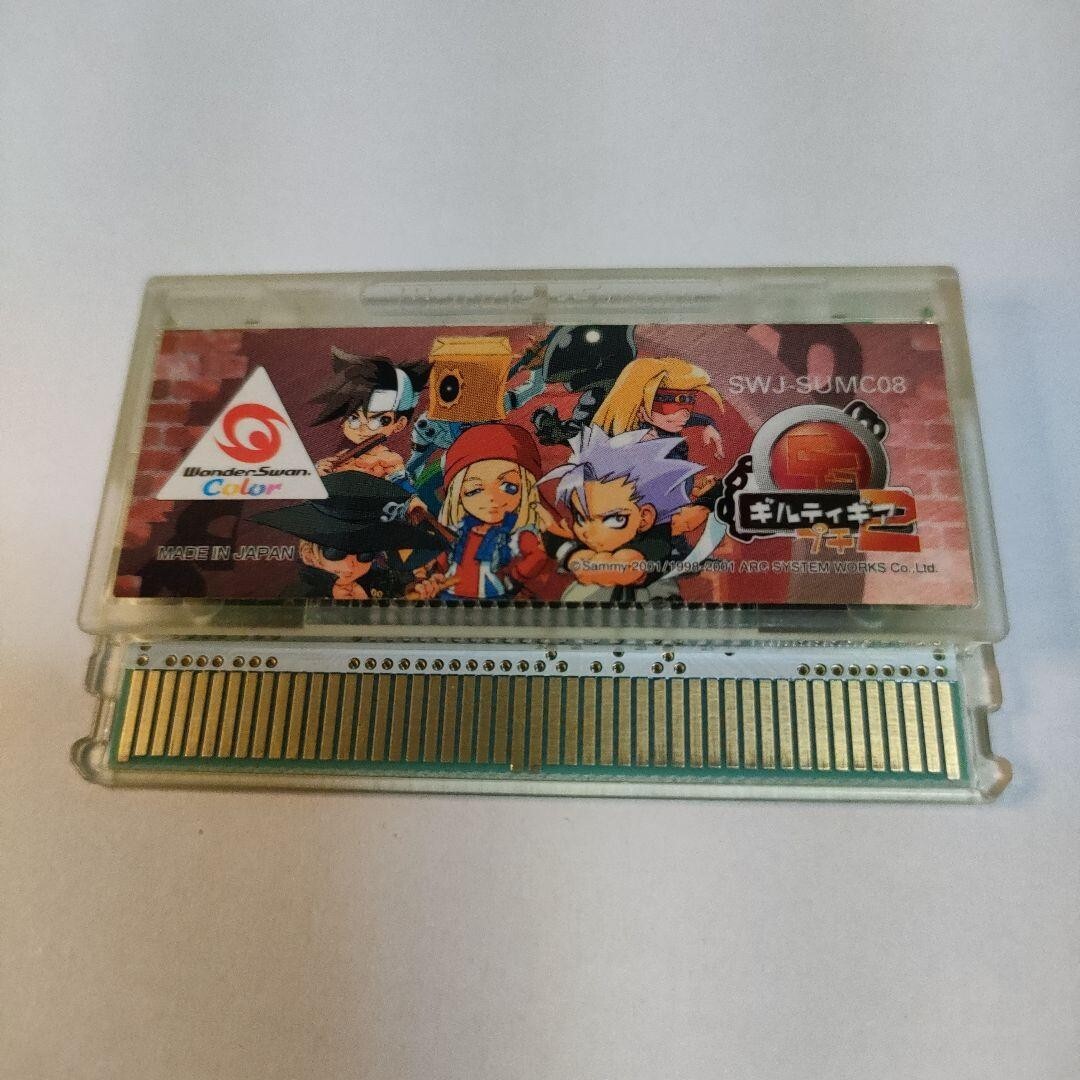 SWJ-SUMC08
WonderSwan
Color
ギルティギア
プチ2
MADE IN JAPAN
©Sammy 2001/1998-2001 ARC SYSTEM WORKS Co.,Ltd.